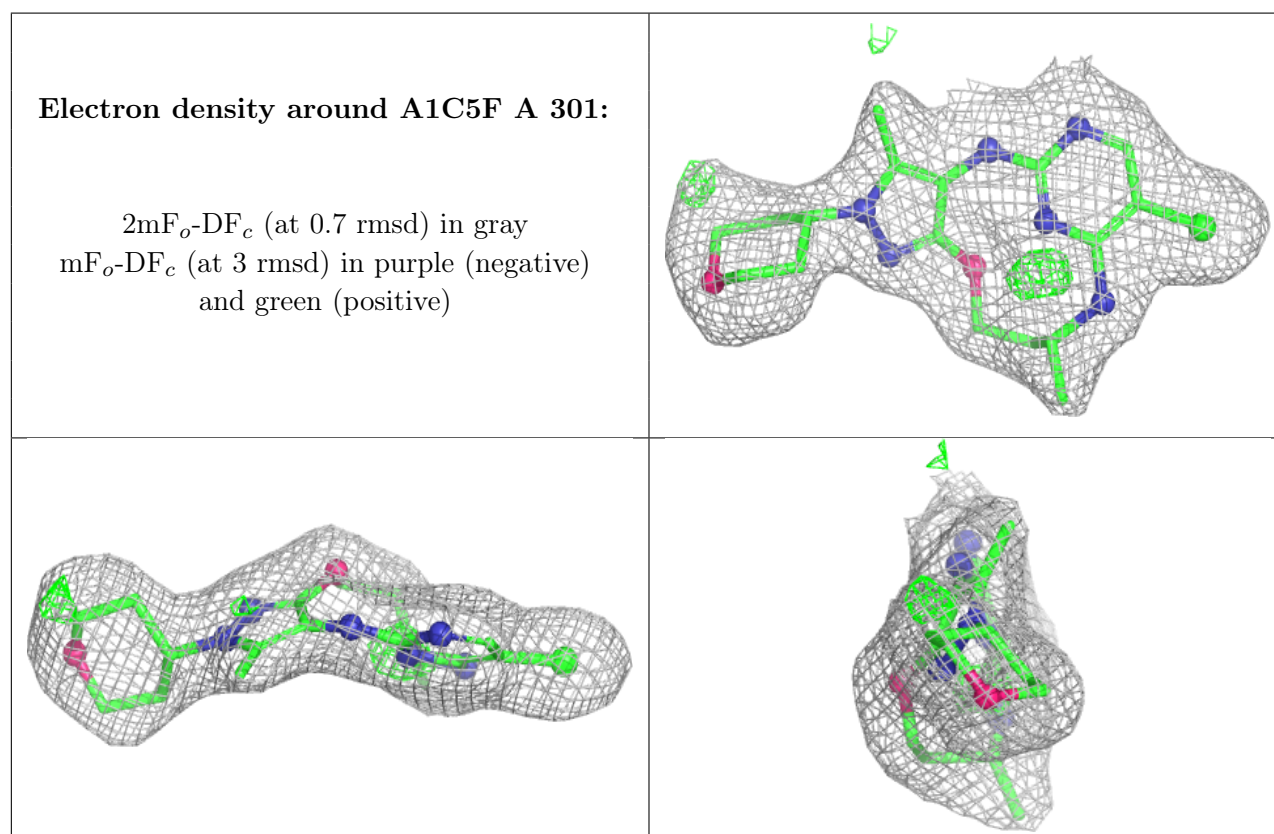 Electron density around A1C5F A 301:
2mFo-DFc (at 0.7 rmsd) in gray
mFo-DFc (at 3 rmsd) in purple (negative)
and green (positive)